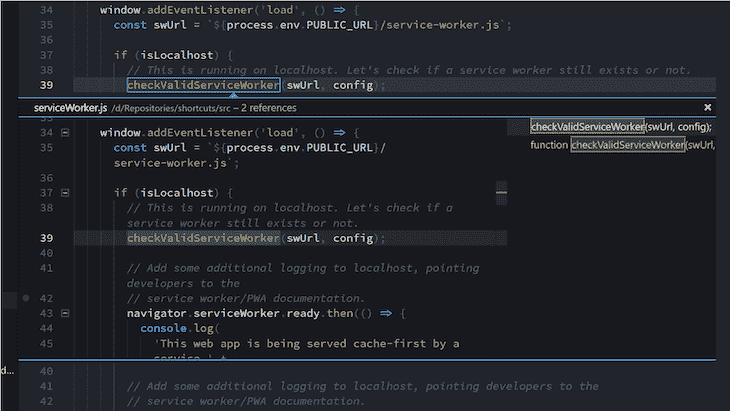 34 window.addEventListener('load', () => {
35 const swUrl = `${process.env.PUBLIC_URL}/service-worker.js`;
36
37 if (isLocalhost) {
38 // This is running on localhost. Let's check if a service worker still exists or not.
39 checkValidServiceWorker(swUrl, config);
serviceWorker.js /d/Repositories/shortcuts/src – 2 references ×
33
34 window.addEventListener('load', () => {
35 const swUrl = `${process.env.PUBLIC_URL}/
service-worker.js`;
36
37 if (isLocalhost) {
38 // This is running on localhost. Let's check if a
service worker still exists or not.
39 checkValidServiceWorker(swUrl, config);
40
41 // Add some additional logging to localhost, pointing
developers to the
42 // service worker/PWA documentation.
43 navigator.serviceWorker.ready.then(() => {
44 console.log(
45 'This web app is being served cache-first by a
service ' +
checkValidServiceWorker(swUrl, config);
function checkValidServiceWorker(swUrl,
d...
40
41 // Add some additional logging to localhost, pointing developers to the
42 // service worker/PWA documentation.